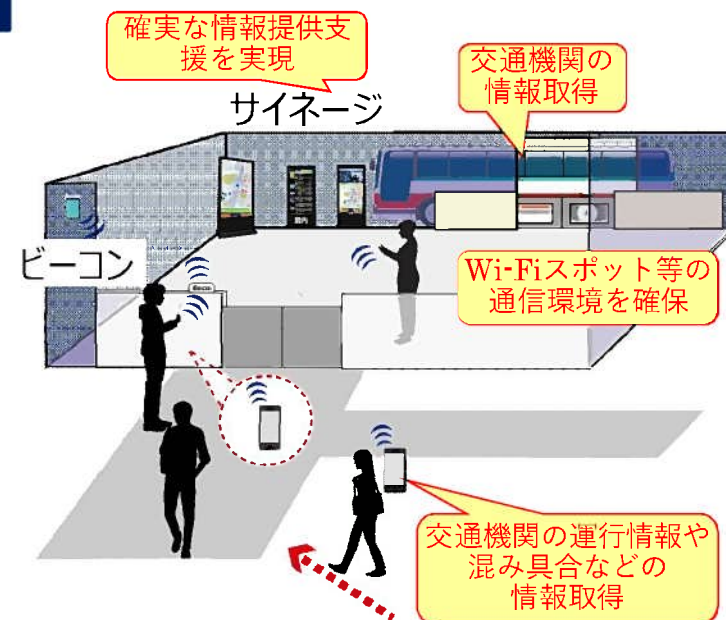 確実な情報提供支
援を実現
交通機関の
情報取得
サイネージ
ビーコン
Wi-Fiスポット等の
通信環境を確保
交通機関の運行情報や
混み具合などの
情報取得